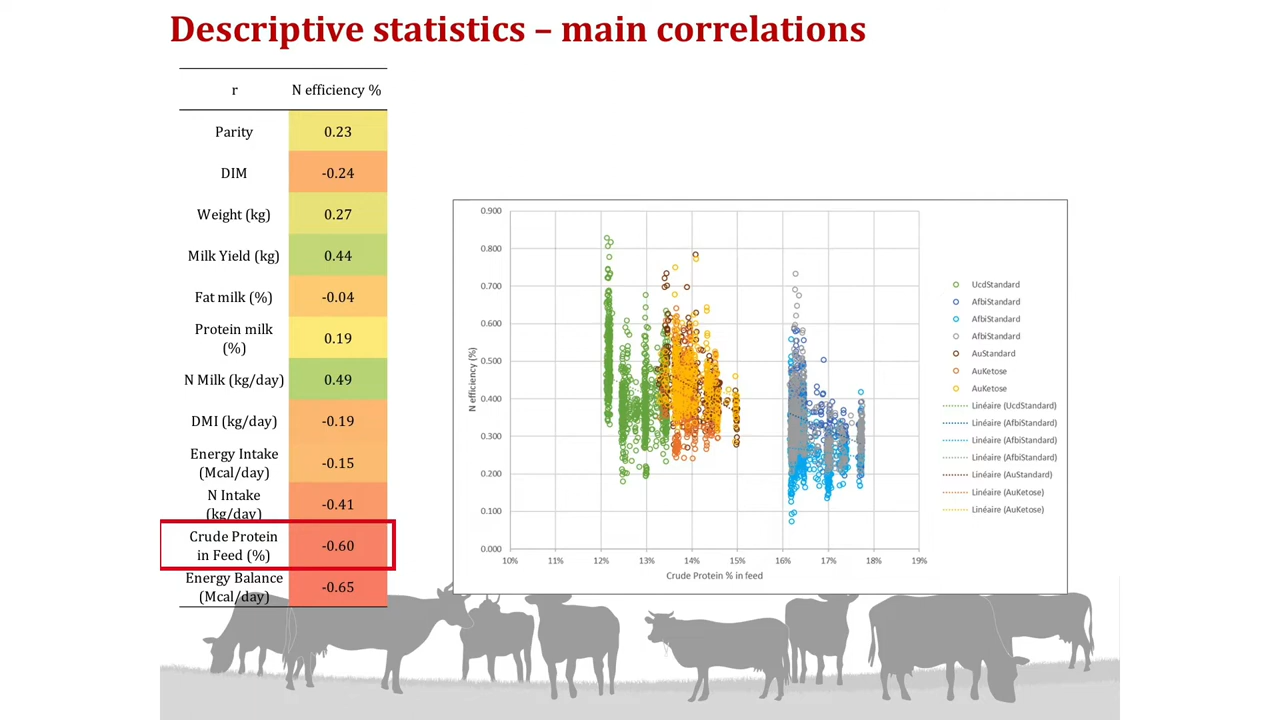 Descriptive statistics – main correlations
r N efficiency %
Parity 0.23
DIM -0.24
Weight (kg) 0.27
Milk Yield (kg) 0.44
Fat milk (%) -0.04
Protein milk
(%) 0.19
N Milk (kg/day) 0.49
DMI (kg/day) -0.19
Energy Intake
(Mcal/day) -0.15
N Intake
(kg/day) -0.41
Crude Protein
in Feed (%) -0.60
Energy Balance
(Mcal/day) -0.65
N efficiency (%)
0.900
0.800
0.700
0.600
0.500
0.400
0.300
0.200
0.100
0.000
10% 11% 12% 13% 14% 15% 16% 17% 18% 19%
Crude Protein % in feed
UcdStandard
AfbiStandard
AfbiStandard
AfbiStandard
AuStandard
AuKetose
AuKetose
Linéaire (UcdStandard)
Linéaire (AfbiStandard)
Linéaire (AfbiStandard)
Linéaire (AfbiStandard)
Linéaire (AuStandard)
Linéaire (AuKetose)
Linéaire (AuKetose)